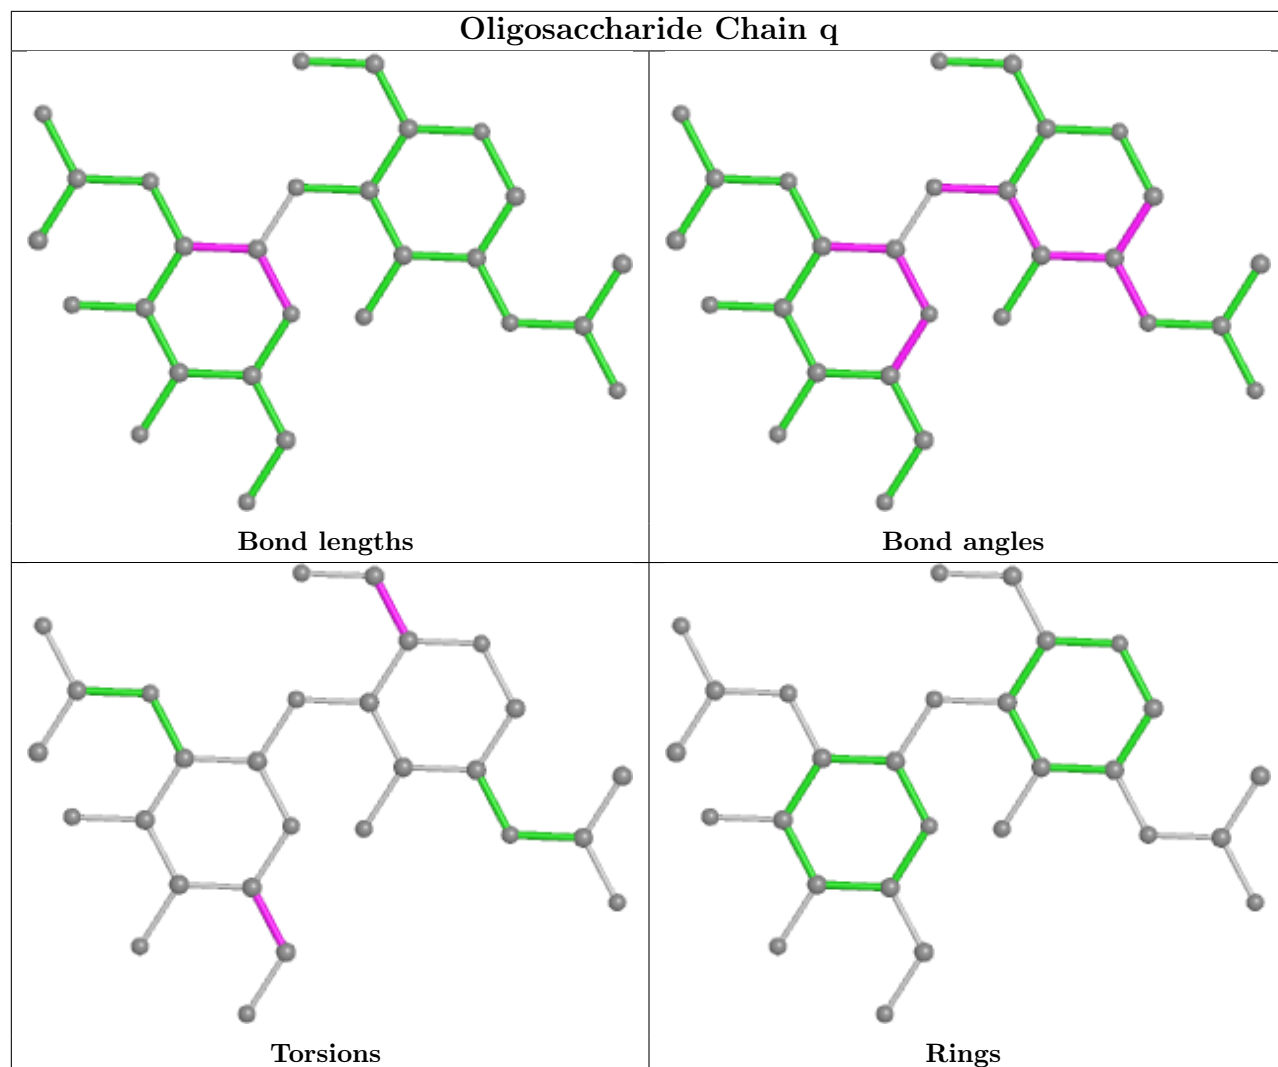 Oligosaccharide Chain q
Bond lengths
Bond angles
Torsions
Rings